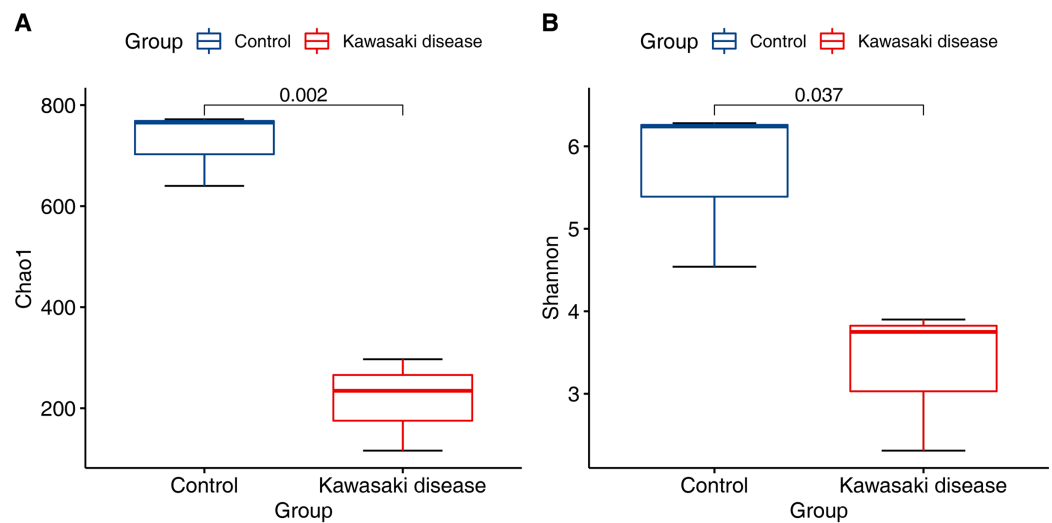 A
Group Control Kawasaki disease
0.002
800
600
400
200
Chao1
Control Kawasaki disease
Group
B
Group Control Kawasaki disease
0.037
6
5
4
3
Shannon
Control Kawasaki disease
Group